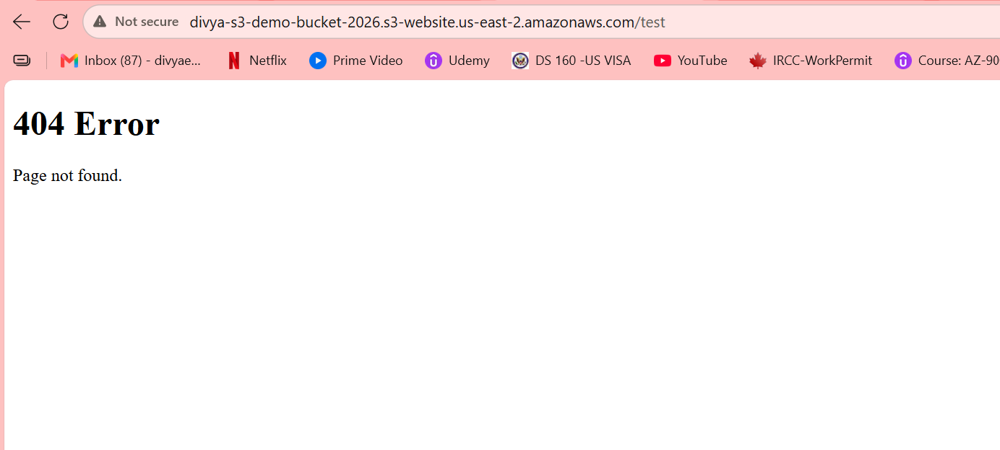 Not secure divya-s3-demo-bucket-2026.s3-website.us-east-2.amazonaws.com/test
Inbox (87) - divyae... Netflix Prime Video Udemy DS 160 -US VISA YouTube IRCC-WorkPermit Course: AZ-90
404 Error
Page not found.